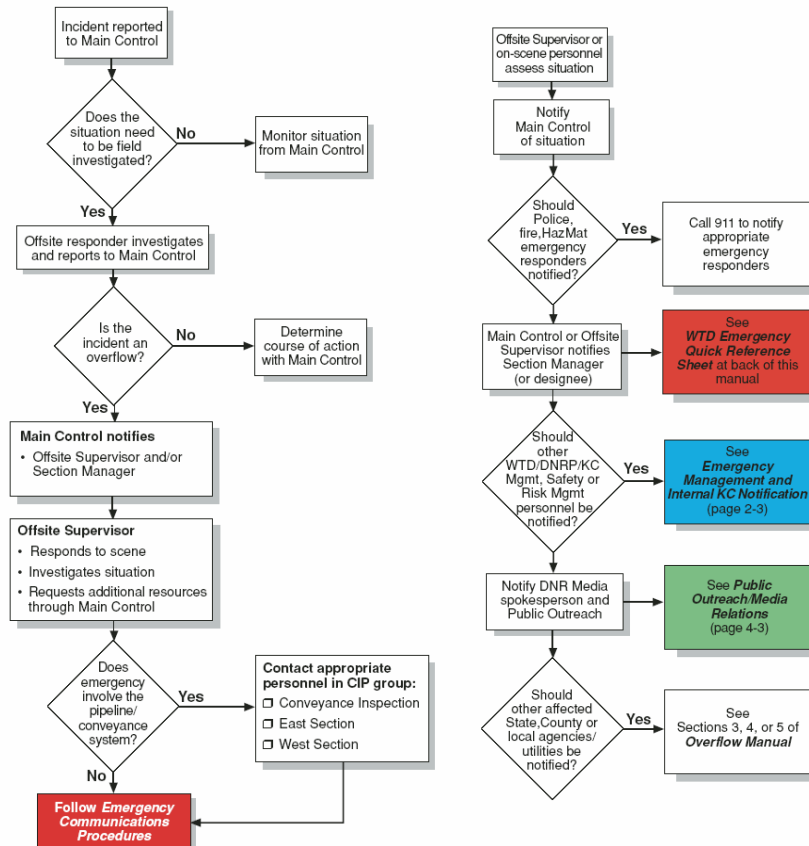 Incident reported
to Main Control
Does the
situation need
to be field
investigated?
No
Monitor situation
from Main Control
Yes
Offsite responder investigates
and reports to Main Control
Is the
incident an
overflow?
No
Determine
course of action
with Main Control
Yes
Main Control notifies
• Offsite Supervisor and/or
Section Manager
Offsite Supervisor
• Responds to scene
• Investigates situation
• Requests additional resources
through Main Control
Does
emergency
involve the
pipeline/
conveyance
system?
Yes
Contact appropriate
personnel in CIP group:
❒ Conveyance Inspection
❒ East Section
❒ West Section
No
Follow Emergency
Communications
Procedures
Offsite Supervisor or
on-scene personnel
assess situation
Notify
Main Control
of situation
Should
Police,
fire,HazMat
emergency
responders
notified?
Yes
Call 911 to notify
appropriate
emergency
responders
Main Control or Offsite
Supervisor notifies
Section Manager
(or designee)
See
WTD Emergency
Quick Reference
Sheet at back of this
manual
Should
other
WTD/DNRP/KC
Mgmt, Safety or
Risk Mgmt
personnel be
notified?
Yes
See
Emergency
Management and
Internal KC Notification
(page 2-3)
Notify DNR Media
spokesperson and
Public Outreach
See Public
Outreach/Media
Relations
(page 4-3)
Should
other affected
State,County or
local agencies/
utilities be
notified?
Yes
See
Sections 3, 4, or 5 of
Overflow Manual